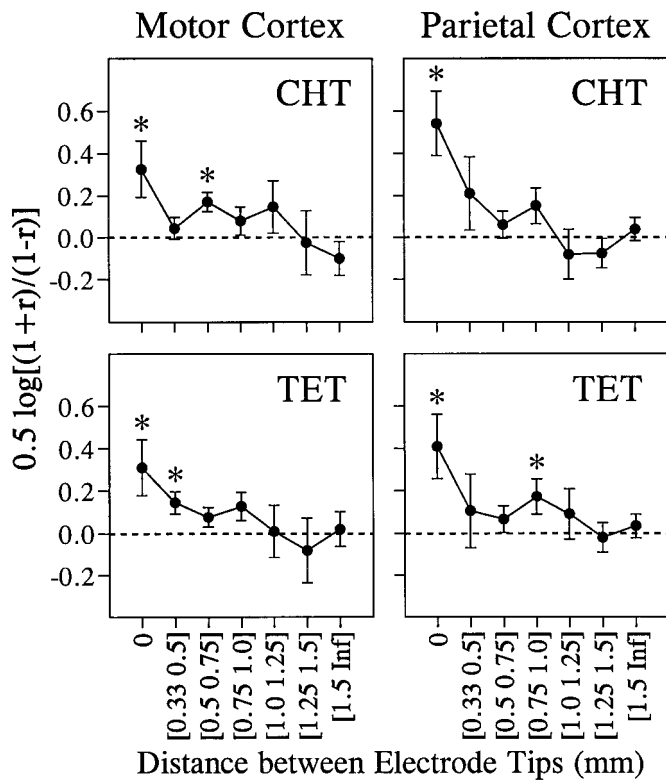 Motor Cortex Parietal Cortex
CHT CHT
* * *
0.6
0.4
0.2
0.0
-0.2
0.5 log[(1+r)/(1-r)]
TET TET
* * * *
0.6
0.4
0.2
0.0
-0.2
0 [0.33 0.5] [0.5 0.75] [0.75 1.0] [1.0 1.25] [1.25 1.5] [1.5 Inf] 0 [0.33 0.5] [0.5 0.75] [0.75 1.0] [1.0 1.25] [1.25 1.5] [1.5 Inf]
Distance between Electrode Tips (mm)